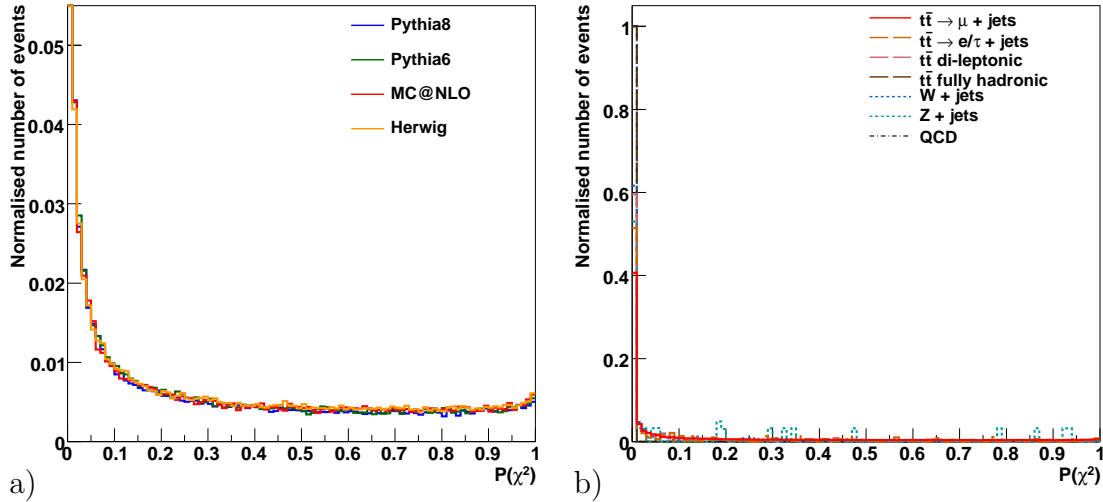 Normalised number of events
0.05
0.04
0.03
0.02
0.01
0
Pythia8
Pythia6
MC@NLO
Herwig
0 0.1 0.2 0.3 0.4 0.5 0.6 0.7 0.8 0.9 1
P(χ²)
a)
Normalised number of events
1
0.8
0.6
0.4
0.2
0
tt̄ → μ + jets
tt̄ → e/τ + jets
tt̄ di-leptonic
tt̄ fully hadronic
W + jets
Z + jets
QCD
0 0.1 0.2 0.3 0.4 0.5 0.6 0.7 0.8 0.9 1
P(χ²)
b)